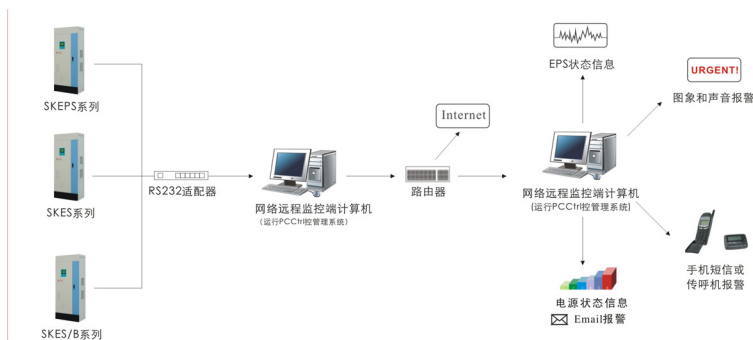 SKEPS系列
SKES系列
SKES/B系列
RS232适配器
网络远程监控端计算机
（运行PCCtrl控管理系统）
路由器
Internet
EPS状态信息
网络远程监控端计算机
(运行PCCtrl控管理系统)
电源状态信息
Email报警
URGENT!
图象和声音报警
手机短信或
传呼机报警